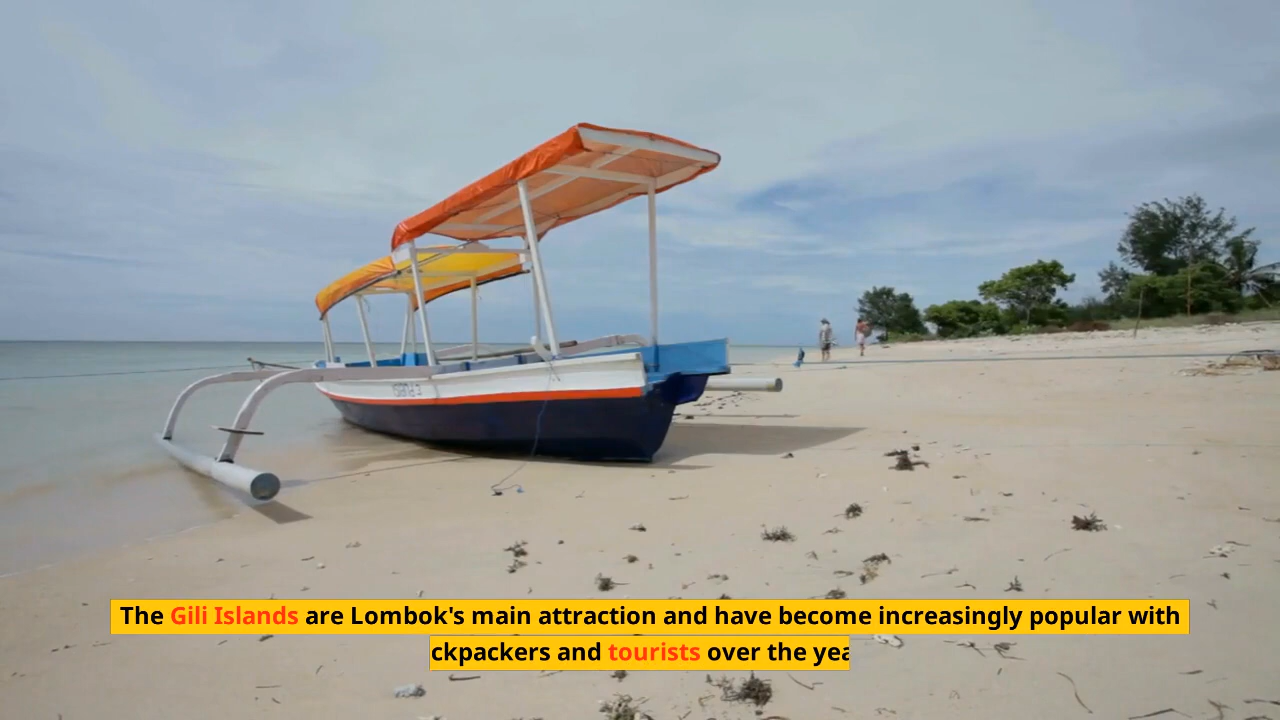 The Gili Islands are Lombok's main attraction and have become increasingly popular with
ckpackers and tourists over the yea